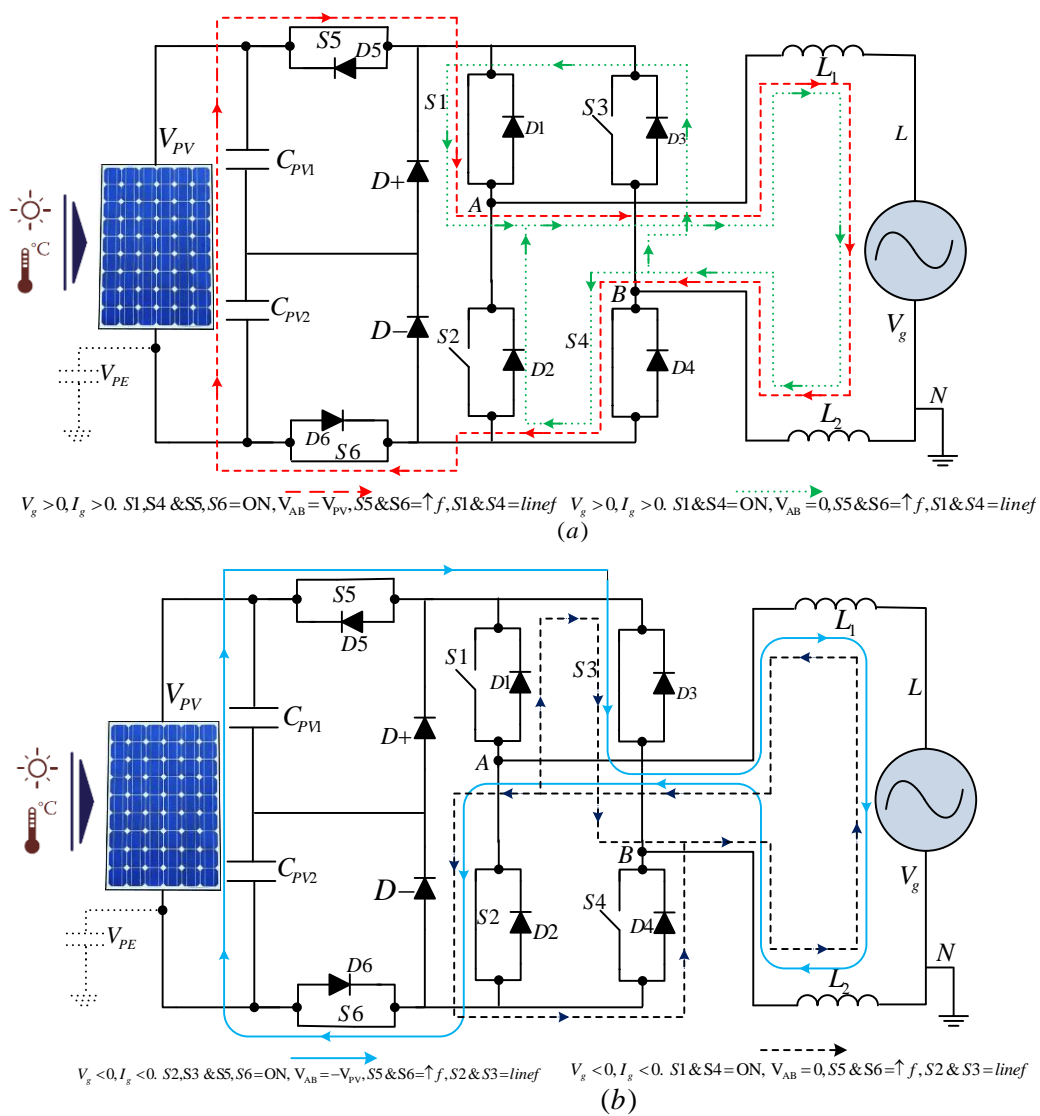 S5
D5
V_PV
C_PV1
°C
C_PV2
V_PE
D+
D−
S1
D1
S3
D3
A
B
S2
D2
S4
D4
D6
S6
L_1
L
V_g
N
L_2
V_g>0, I_g>0. S1,S4 &S5,S6=ON, V_AB=V_PV, S5&S6=↑f, S1&S4=linef
V_g>0, I_g>0. S1&S4=ON, V_AB=0, S5&S6=↑f, S1&S4=linef
(a)
S5
D5
V_PV
C_PV1
°C
C_PV2
V_PE
D+
D−
S1
D1
S3
D3
A
B
S2
D2
S4
D4
D6
S6
L_1
L
V_g
N
L_2
V_g<0, I_g<0. S2,S3 &S5,S6=ON, V_AB=−V_PV, S5&S6=↑f, S2&S3=linef
V_g<0, I_g<0. S1&S4=ON, V_AB=0, S5&S6=↑f, S2&S3=linef
(b)